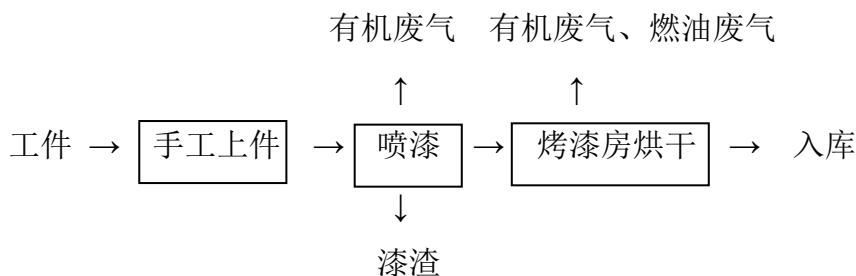 有机废气 有机废气、燃油废气
↑ ↑
工件 → 手工上件 → 喷漆 → 烤漆房烘干 → 入库
↓
漆渣